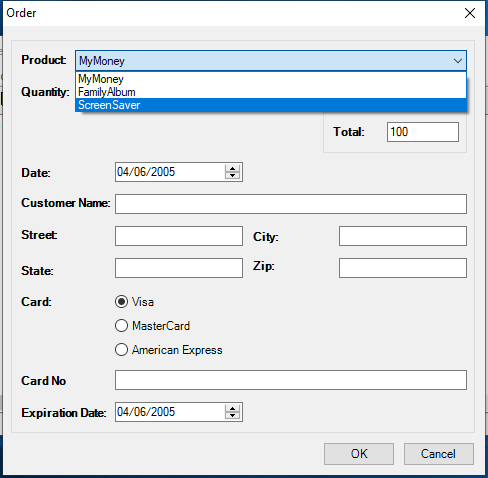 Order
Product: MyMoney
MyMoney
FamilyAlbum
ScreenSaver
Quantity:
Total: 100
Date: 04/06/2005
Customer Name:
Street: City:
State: Zip:
Card: Visa
MasterCard
American Express
Card No
Expiration Date: 04/06/2005
OK Cancel